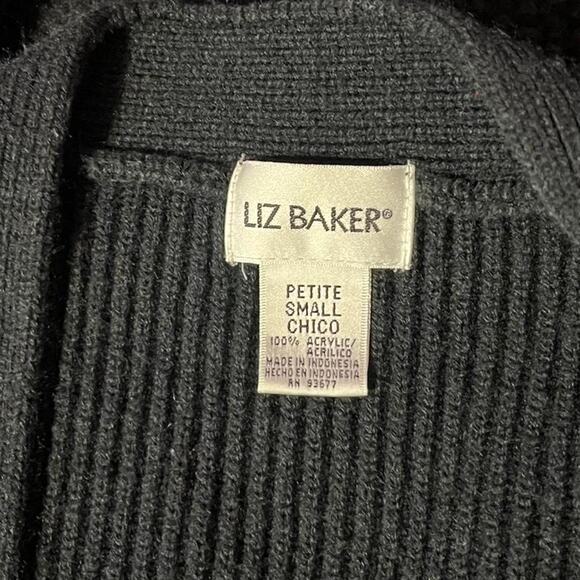 LIZ BAKER®
PETITE
SMALL
CHICO
100% ACRYLIC/
ACRILICO
MADE IN INDONESIA
HECHO EN INDONESIA
RN 93677